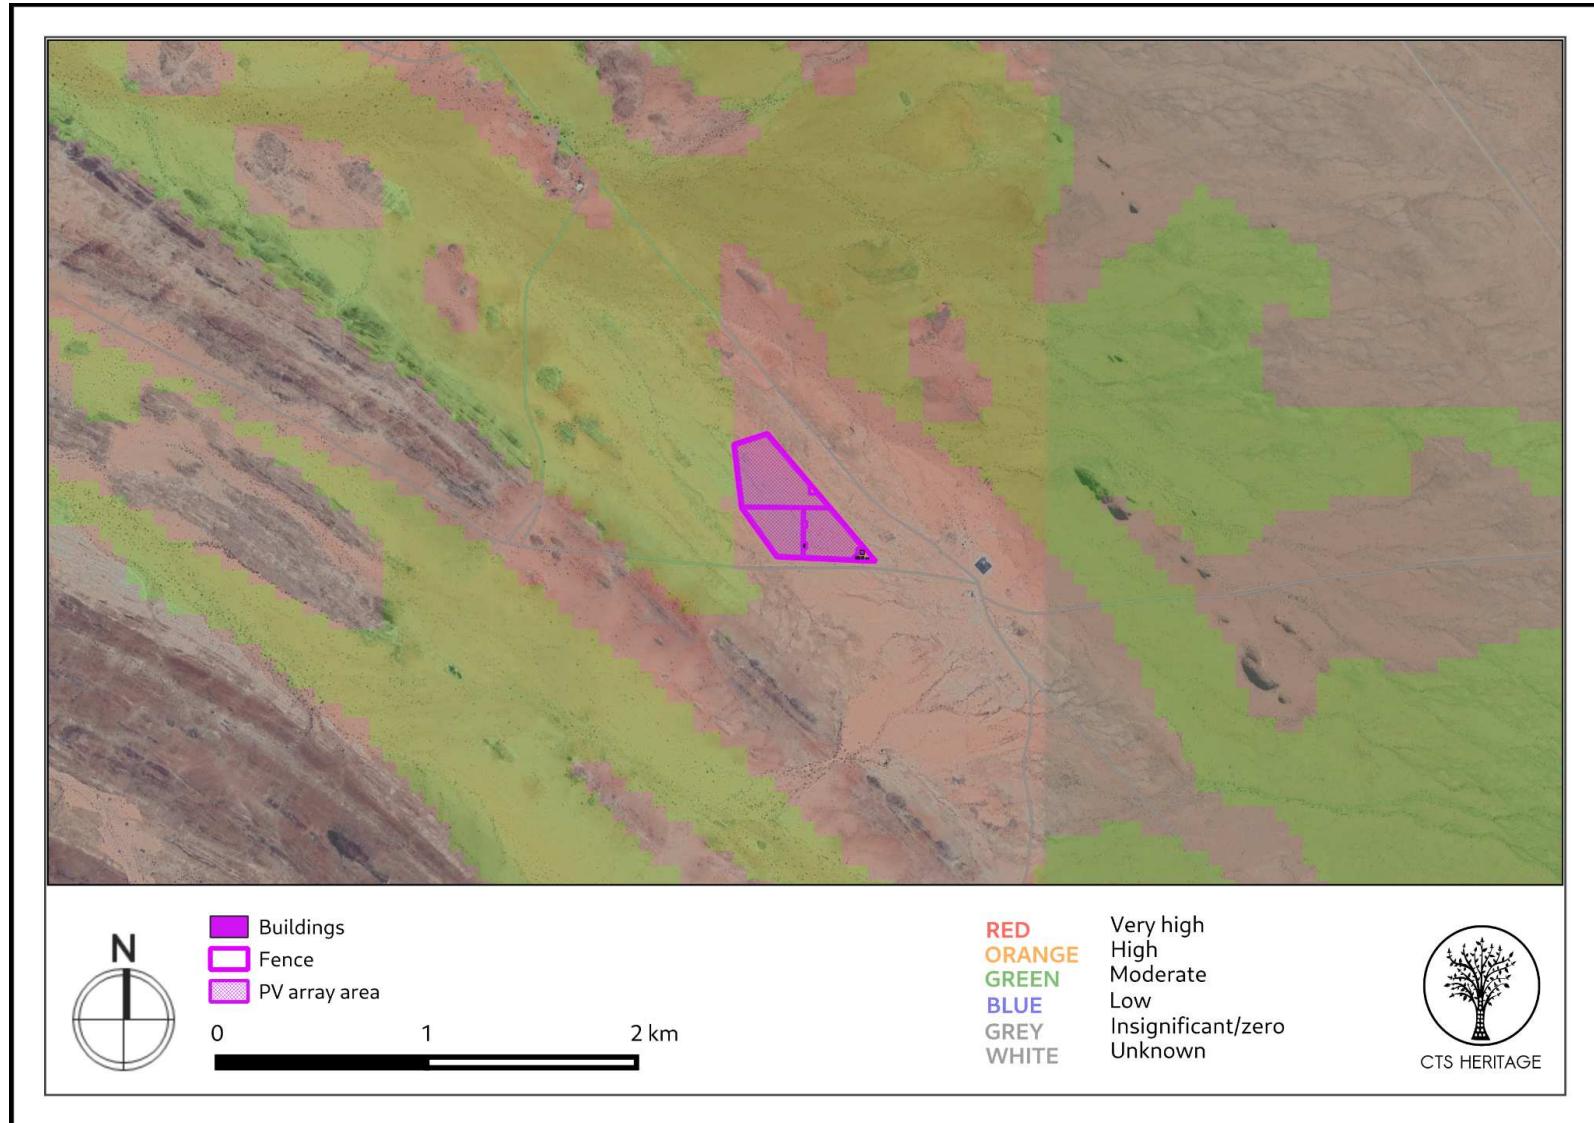 N
Buildings
Fence
PV array area
0 1 2 km
RED Very high
ORANGE High
GREEN Moderate
BLUE Low
GREY Insignificant/zero
WHITE Unknown
CTS HERITAGE